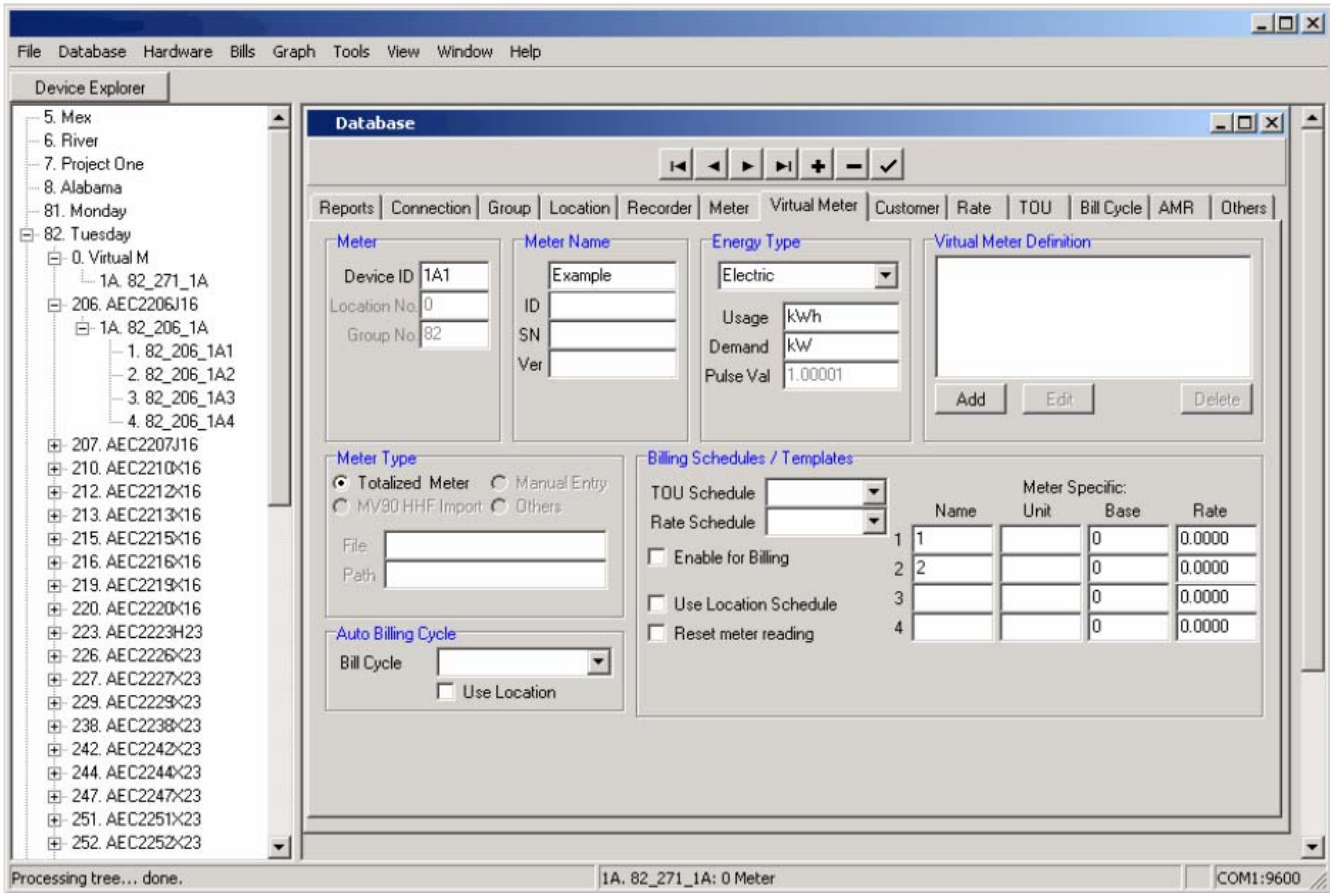 File Database Hardware Bills Graph Tools View Window Help
Device Explorer
5. Mex
6. River
7. Project One
8. Alabama
81. Monday
82. Tuesday
0. Virtual M
1A. 82_271_1A
206. AEC2206J16
1A. 82_206_1A
1. 82_206_1A1
2. 82_206_1A2
3. 82_206_1A3
4. 82_206_1A4
207. AEC2207J16
210. AEC2210X16
212. AEC2212X16
213. AEC2213X16
215. AEC2215X16
216. AEC2216X16
219. AEC2219X16
220. AEC2220X16
223. AEC2223H23
226. AEC2226X23
227. AEC2227X23
229. AEC2229X23
238. AEC2238X23
242. AEC2242X23
244. AEC2244X23
247. AEC2247X23
251. AEC2251X23
252. AEC2252X23
Database
Reports Connection Group Location Recorder Meter Virtual Meter Customer Rate TOU Bill Cycle AMR Others
Meter
Device ID 1A1
Location No. 0
Group No. 82
Meter Name
Example
ID
SN
Ver
Energy Type
Electric
Usage kWh
Demand kW
Pulse Val 1.00001
Virtual Meter Definition
Add Edit Delete
Meter Type
Totalized Meter Manual Entry
MV90 HHF Import Others
File
Path
Auto Billing Cycle
Bill Cycle
Use Location
Billing Schedules / Templates
TOU Schedule
Rate Schedule
Enable for Billing
Use Location Schedule
Reset meter reading
Meter Specific:
Name Unit Base Rate
1 1 0 0.0000
2 2 0 0.0000
3 0 0.0000
4 0 0.0000
Processing tree... done.
1A. 82_271_1A: 0 Meter
COM1:9600